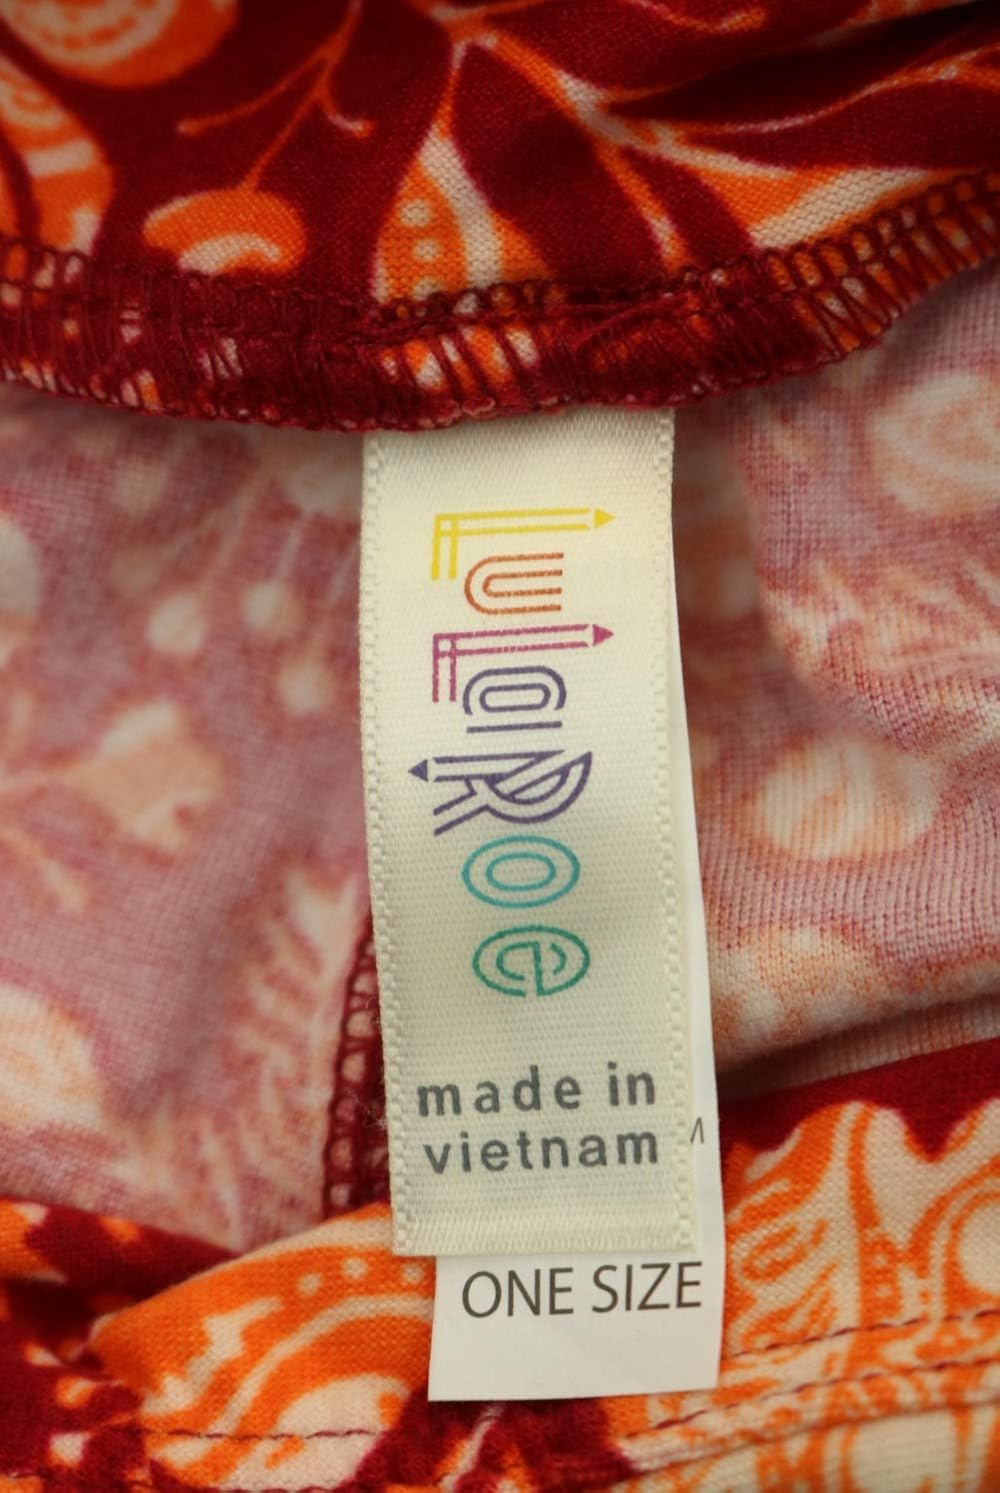 LuLaRoe
made in
vietnam
ONE SIZE